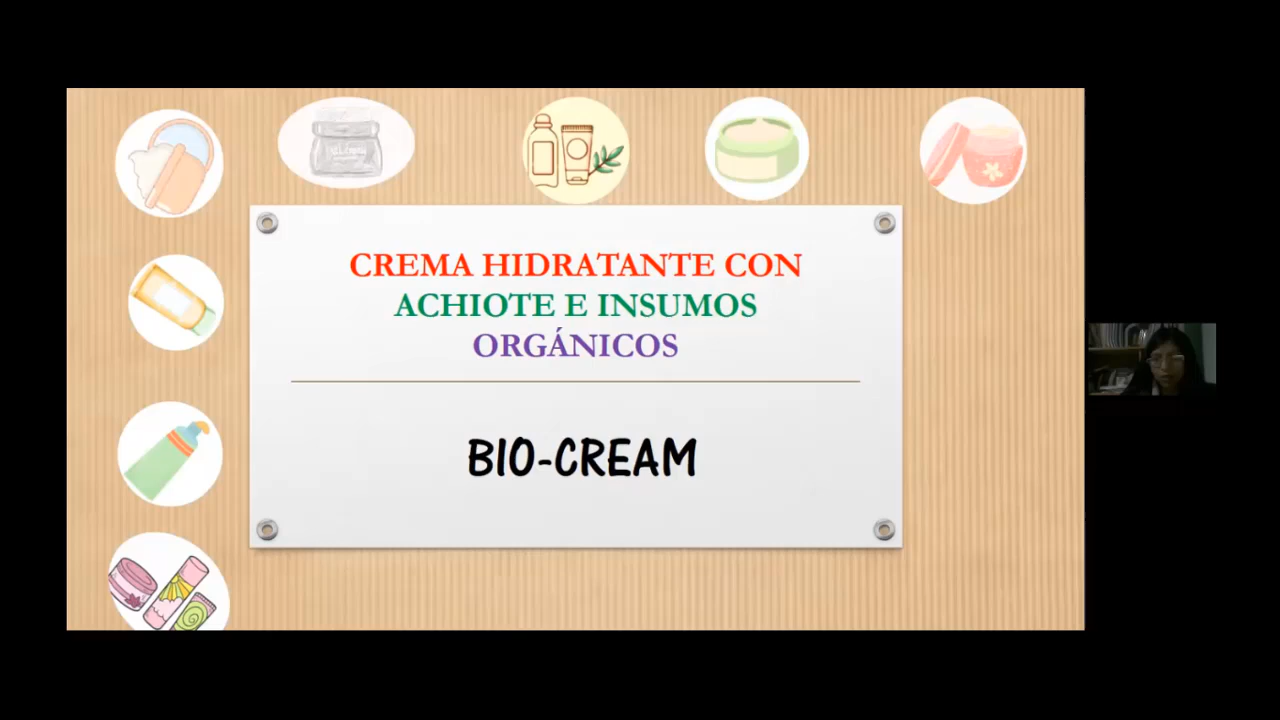 CREMA HIDRATANTE CON
ACHIOTE E INSUMOS
ORGÁNICOS
BIO-CREAM